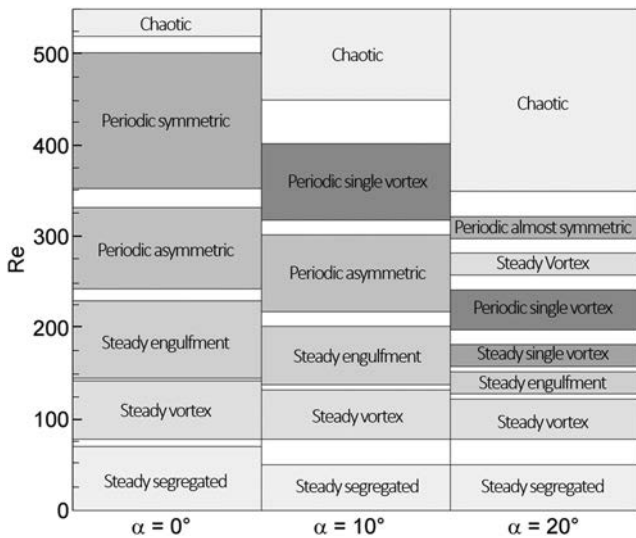 Re
500
400
300
200
100
0
Chaotic
Periodic symmetric
Periodic asymmetric
Steady engulfment
Steady vortex
Steady segregated
Chaotic
Periodic single vortex
Periodic asymmetric
Steady engulfment
Steady vortex
Steady segregated
Chaotic
Periodic almost symmetric
Steady Vortex
Periodic single vortex
Steady single vortex
Steady engulfment
Steady vortex
Steady segregated
α = 0°
α = 10°
α = 20°